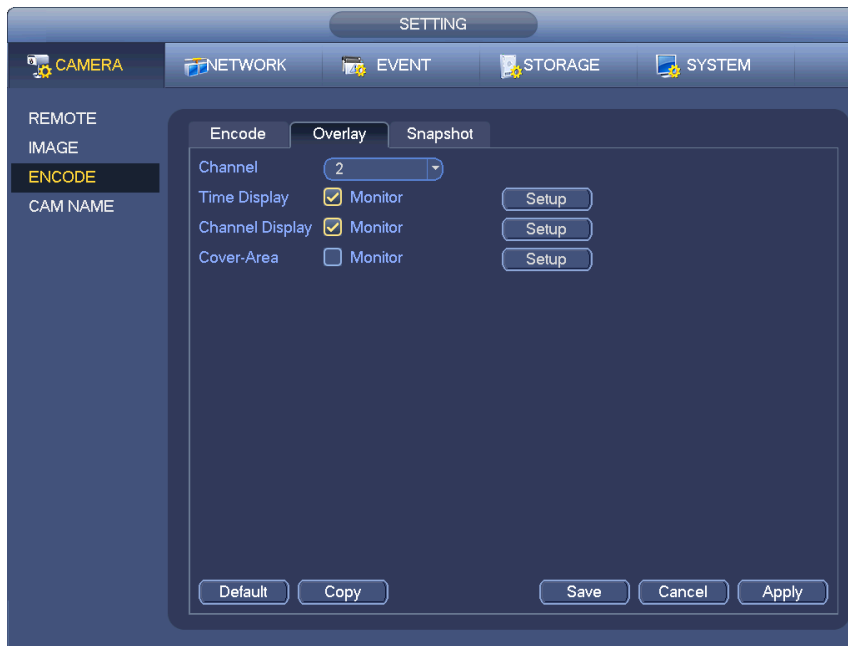 SETTING
CAMERA NETWORK EVENT STORAGE SYSTEM
REMOTE
IMAGE
ENCODE
CAM NAME
Encode Overlay Snapshot
Channel 2
Time Display Monitor Setup
Channel Display Monitor Setup
Cover-Area Monitor Setup
Default Copy Save Cancel Apply